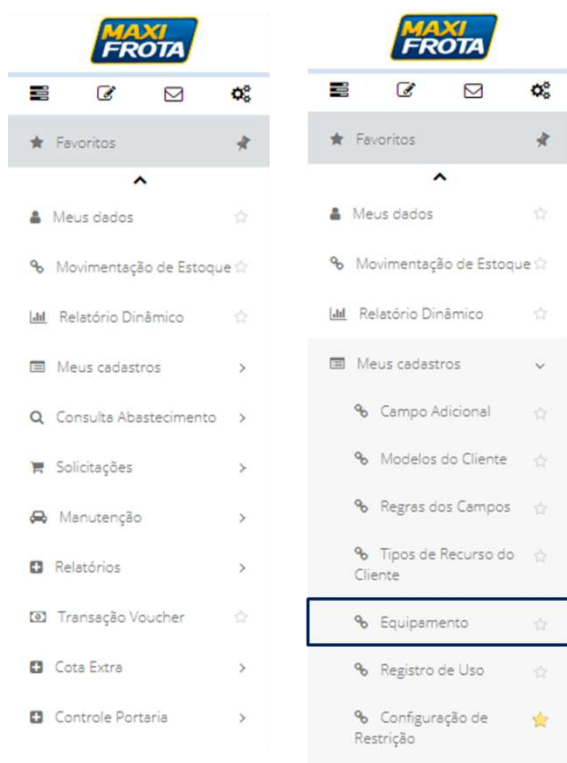 MAXI
FROTA
Favoritos
Meus dados
Movimentação de Estoque
Relatório Dinâmico
Meus cadastros
Consulta Abastecimento
Solicitações
Manutenção
Relatórios
Transação Voucher
Cota Extra
Controle Portaria
MAXI
FROTA
Favoritos
Meus dados
Movimentação de Estoque
Relatório Dinâmico
Meus cadastros
Campo Adicional
Modelos do Cliente
Regras dos Campos
Tipos de Recurso do
Cliente
Equipamento
Registro de Uso
Configuração de
Restrição